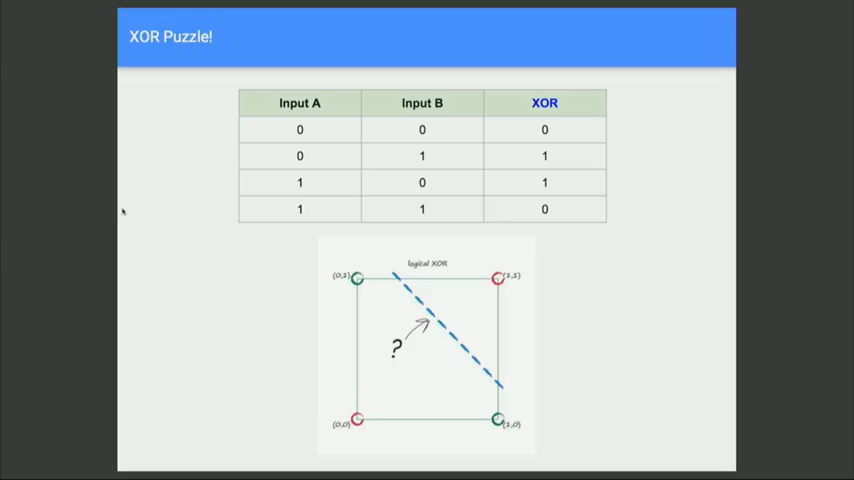 XOR Puzzle!
Input A Input B XOR
0 0 0
0 1 1
1 0 1
1 1 0
logical XOR
(0,1) (1,1)
?
(0,0) (1,0)